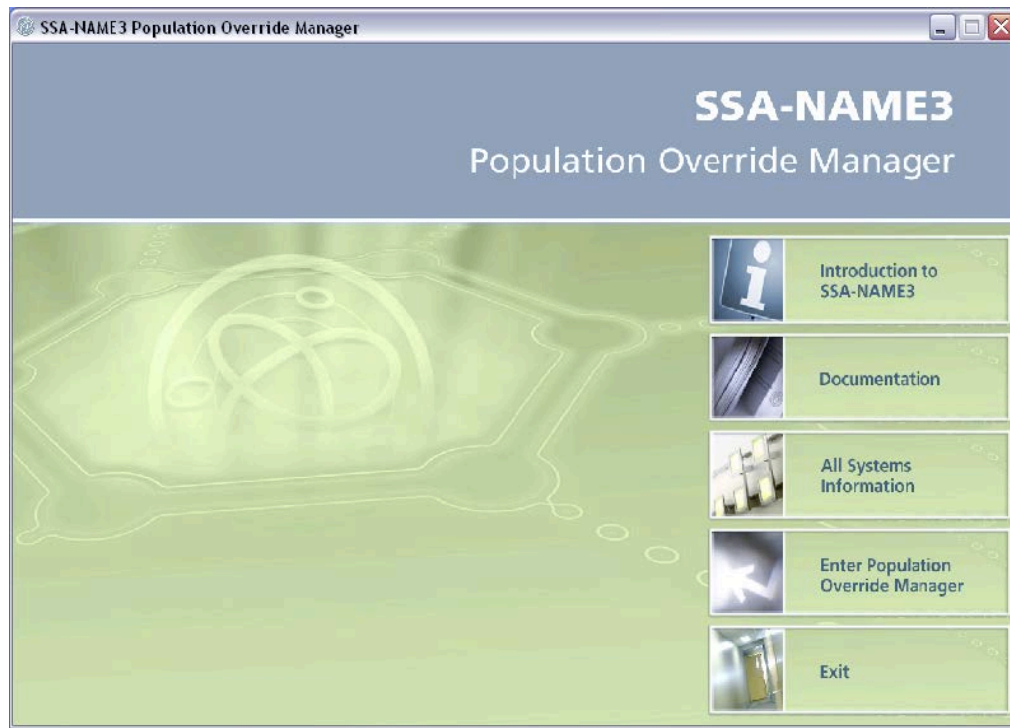 SSA-NAME3 Population Override Manager
SSA-NAME3
Population Override Manager
Introduction to
SSA-NAME3
Documentation
All Systems
Information
Enter Population
Override Manager
Exit